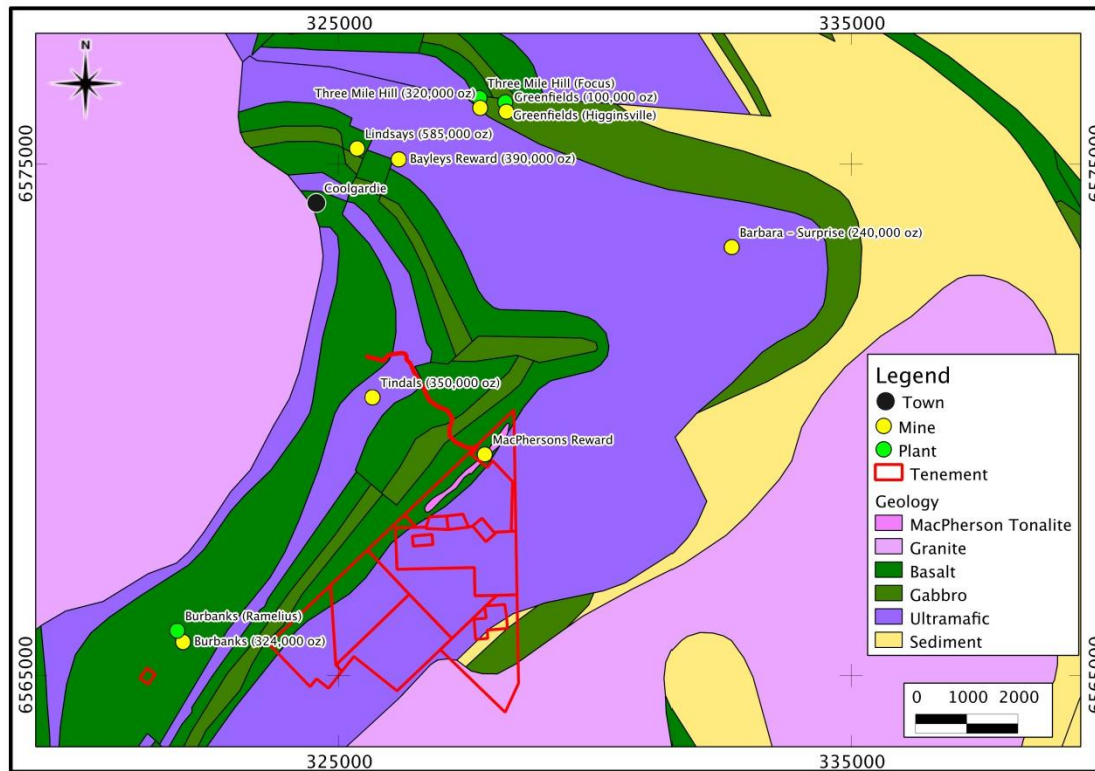 325000
335000
N
Three Mile Hill (Focus)
Three Mile Hill (320,000 oz)
Greenfields (100,000 oz)
Greenfields (Higginsville)
Lindsays (585,000 oz)
Bayleys Reward (390,000 oz)
6575000
6575000
Coolgardie
Barbara - Surprise (240,000 oz)
Tindals (350,000 oz)
MacPhersons Reward
Burbanks (Ramelius)
Burbanks (324,000 oz)
6565000
6565000
Legend
Town
Mine
Plant
Tenement
Geology
MacPherson Tonalite
Granite
Basalt
Gabbro
Ultramafic
Sediment
0 1000 2000
325000
335000